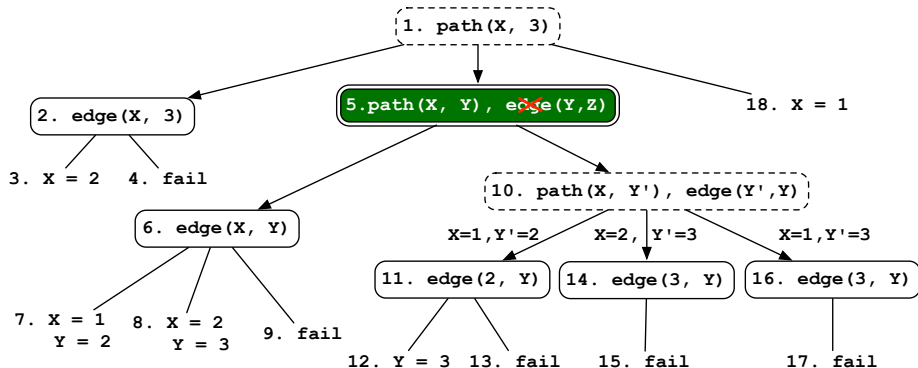 1. path(X, 3)
2. edge(X, 3)
5.path(X, Y), edge(Y,Z)
18. X = 1
3. X = 2
4. fail
10. path(X, Y'), edge(Y',Y)
6. edge(X, Y)
X=1,Y'=2
X=2, Y'=3
X=1,Y'=3
11. edge(2, Y)
14. edge(3, Y)
16. edge(3, Y)
7. X = 1
Y = 2
8. X = 2
Y = 3
9. fail
12. Y = 3
13. fail
15. fail
17. fail